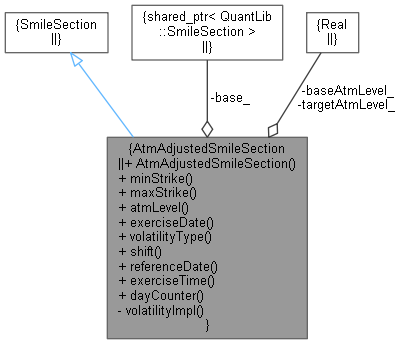 {SmileSection
||}
{shared_ptr< QuantLib
::SmileSection >
||}
{Real
||}
-base_
-baseAtmLevel_
-targetAtmLevel_
{AtmAdjustedSmileSection
||+ AtmAdjustedSmileSection()
+ minStrike()
+ maxStrike()
+ atmLevel()
+ exerciseDate()
+ volatilityType()
+ shift()
+ referenceDate()
+ exerciseTime()
+ dayCounter()
- volatilityImpl()
}